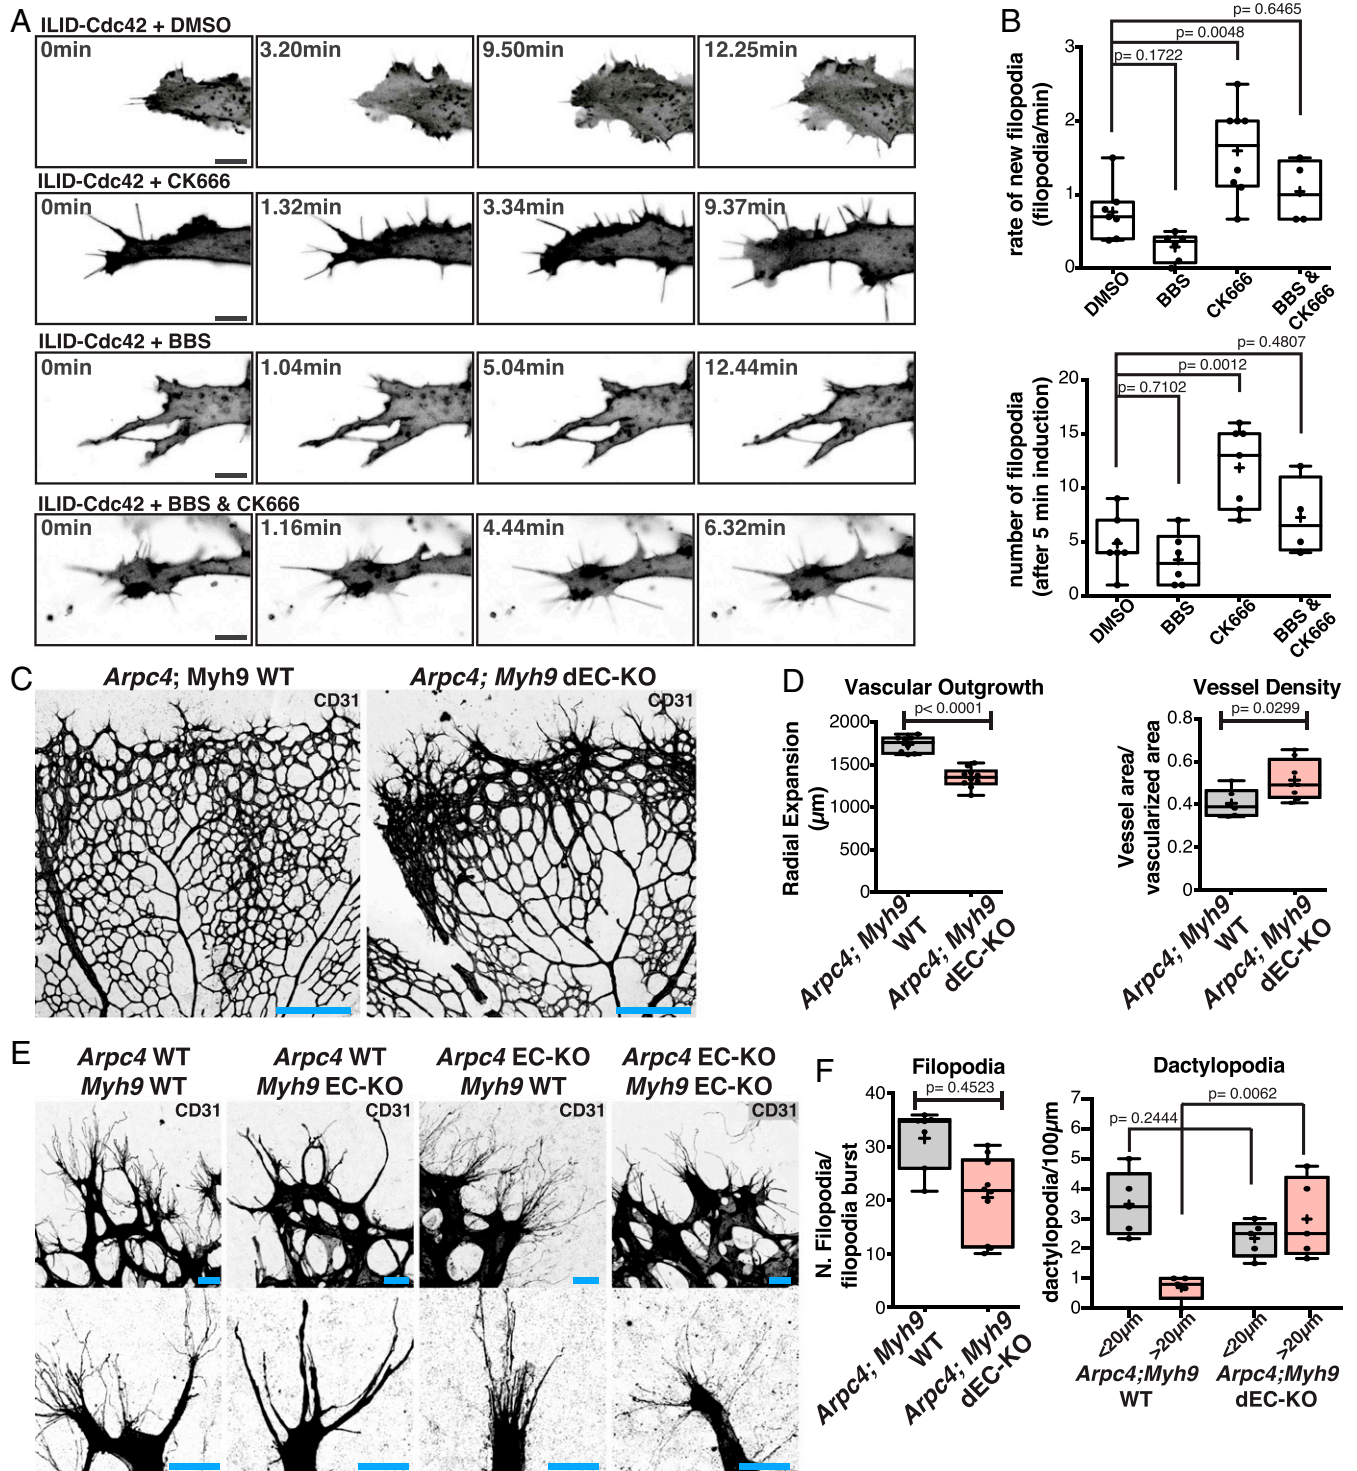 A
ILID-Cdc42 + DMSO
0min
3.20min
9.50min
12.25min
ILID-Cdc42 + CK666
0min
1.32min
3.34min
9.37min
ILID-Cdc42 + BBS
0min
1.04min
5.04min
12.44min
ILID-Cdc42 + BBS & CK666
0min
1.16min
4.44min
6.32min
B
p= 0.6465
p= 0.0048
p= 0.1722
rate of new filopodia
(filopodia/min)
3
2
1
0
DMSO
BBS
CK666
BBS &
CK666
p= 0.4807
p= 0.0012
p= 0.7102
number of filopodia
(after 5 min induction)
20
15
10
5
0
DMSO
BBS
CK666
BBS &
CK666
C
Arpc4; Myh9 WT
CD31
Arpc4; Myh9 dEC-KO
CD31
D
Vascular Outgrowth
p< 0.0001
Radial Expansion
(µm)
2000
1500
1000
500
0
Arpc4; Myh9
WT
Arpc4; Myh9
dEC-KO
Vessel Density
p= 0.0299
Vessel area/
vascularized area
0.8
0.6
0.4
0.2
0
Arpc4; Myh9
WT
Arpc4; Myh9
dEC-KO
E
Arpc4 WT
Myh9 WT
CD31
Arpc4 WT
Myh9 EC-KO
CD31
Arpc4 EC-KO
Myh9 WT
CD31
Arpc4 EC-KO
Myh9 EC-KO
CD31
F
Filopodia
p= 0.4523
N. Filopodia/
filopodia burst
40
30
20
10
0
Arpc4; Myh9
WT
Arpc4; Myh9
dEC-KO
Dactylopodia
p= 0.0062
p= 0.2444
dactylopodia/100µm
7
6
5
4
3
2
1
0
<20µm
>20µm
<20µm
>20µm
Arpc4;Myh9
WT
Arpc4;Myh9
dEC-KO